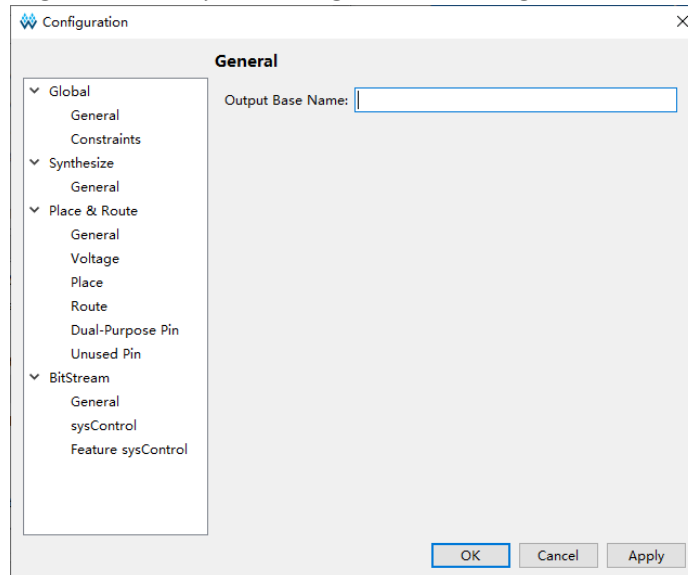 Configuration
General
Global
General
Constraints
Synthesize
General
Place & Route
General
Voltage
Place
Route
Dual-Purpose Pin
Unused Pin
BitStream
General
sysControl
Feature sysControl
Output Base Name:
OK Cancel Apply